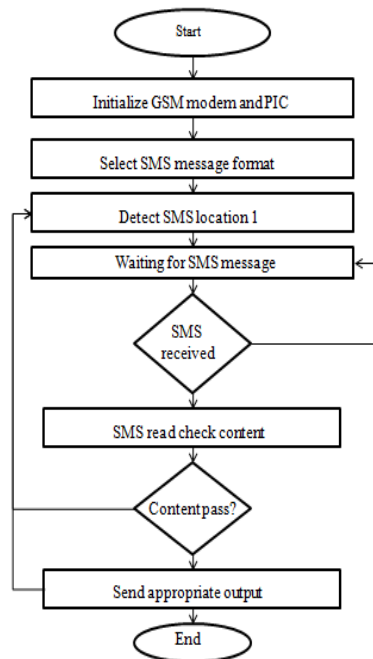 Start
Initialize GSM modem and PIC
Select SMS message format
Detect SMS location 1
Waiting for SMS message
SMS
received
SMS read check content
Content pass?
Send appropriate output
End